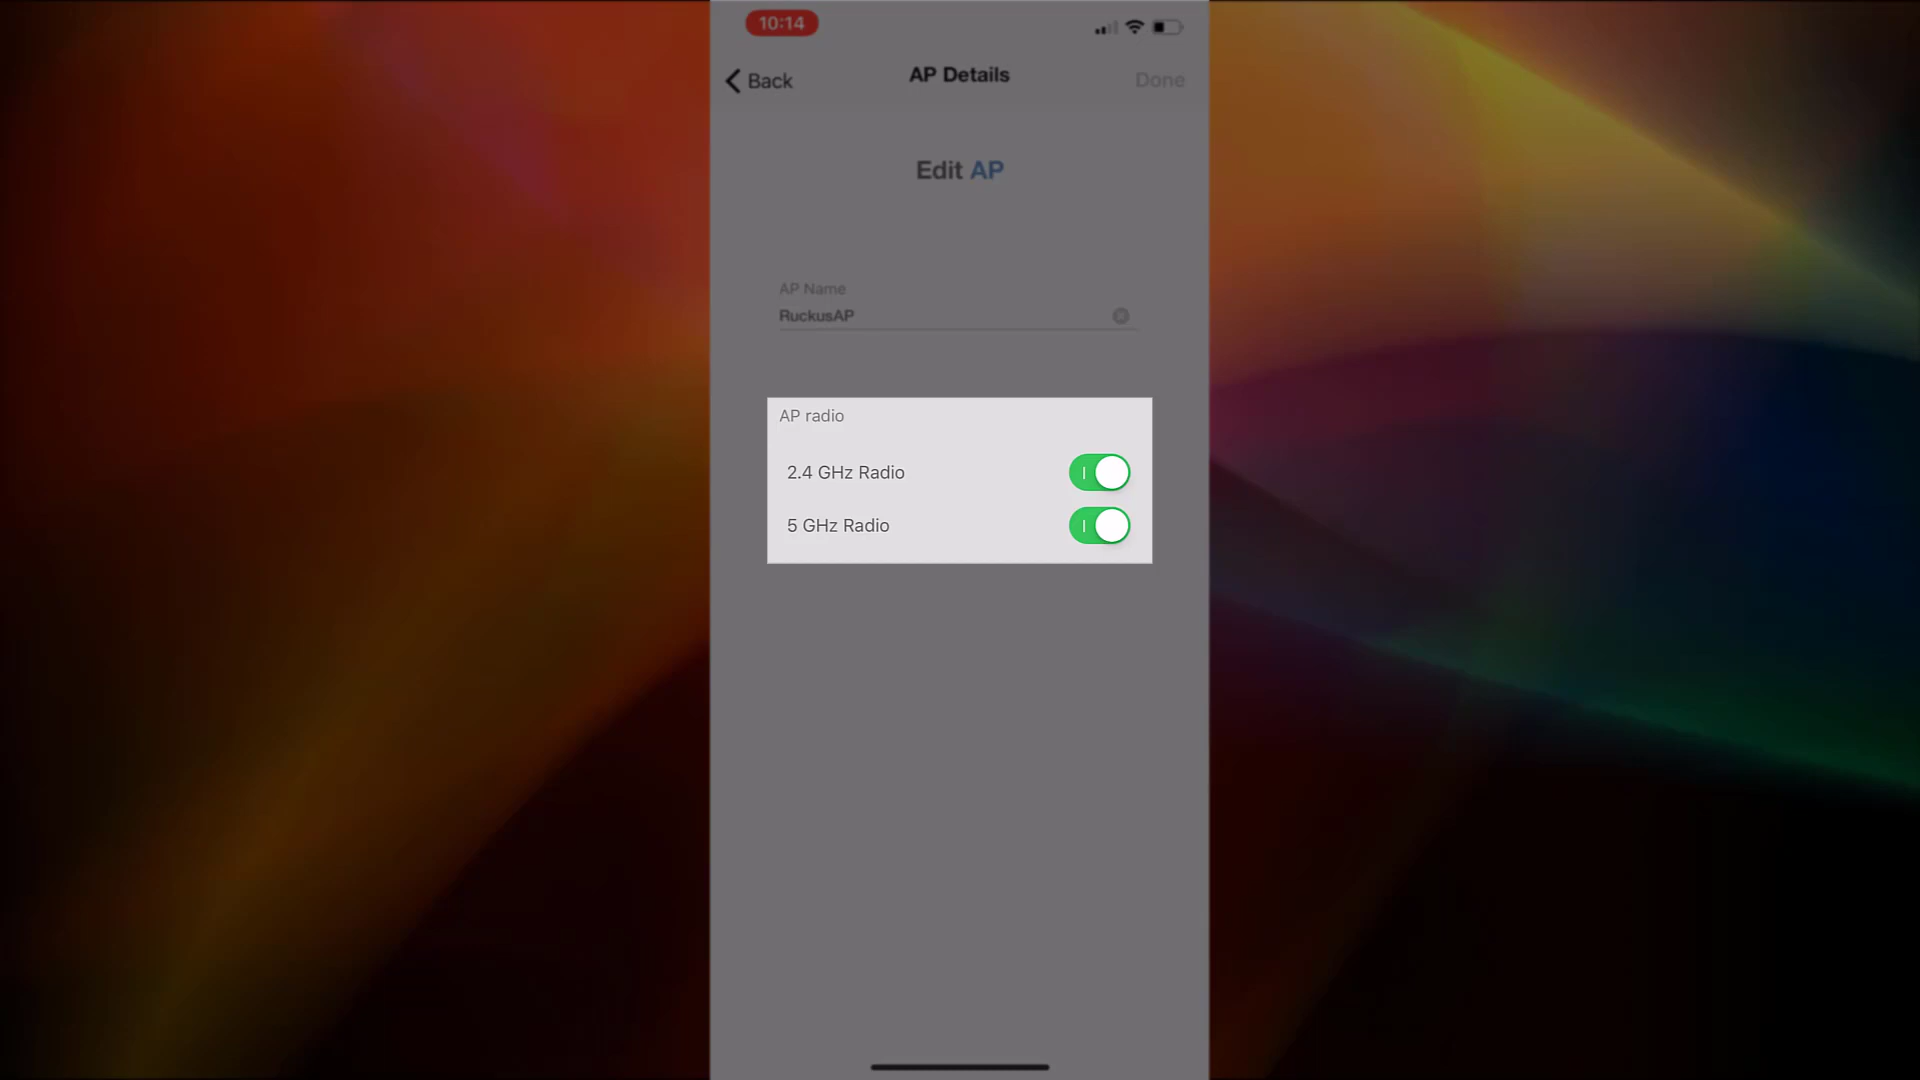 10:14
Back
AP Details
Done
Edit AP
AP Name
RuckusAP
AP radio
2.4 GHz Radio
5 GHz Radio